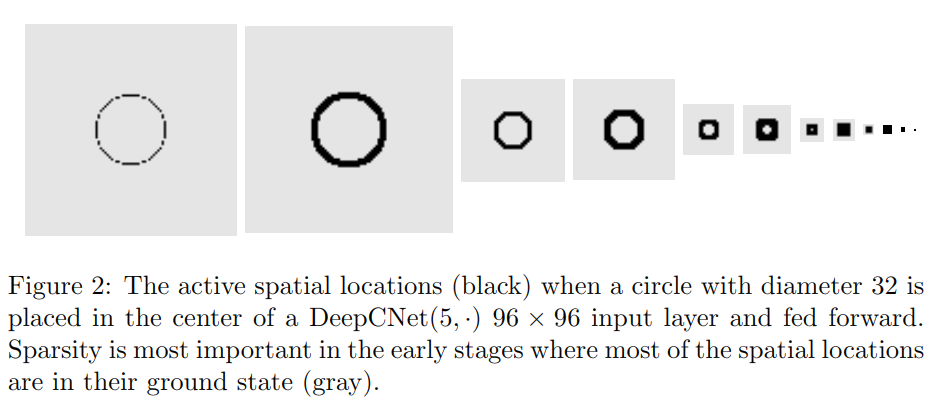 Figure 2: The active spatial locations (black) when a circle with diameter 32 is
placed in the center of a DeepCNet(5, ·) 96 × 96 input layer and fed forward.
Sparsity is most important in the early stages where most of the spatial locations
are in their ground state (gray).